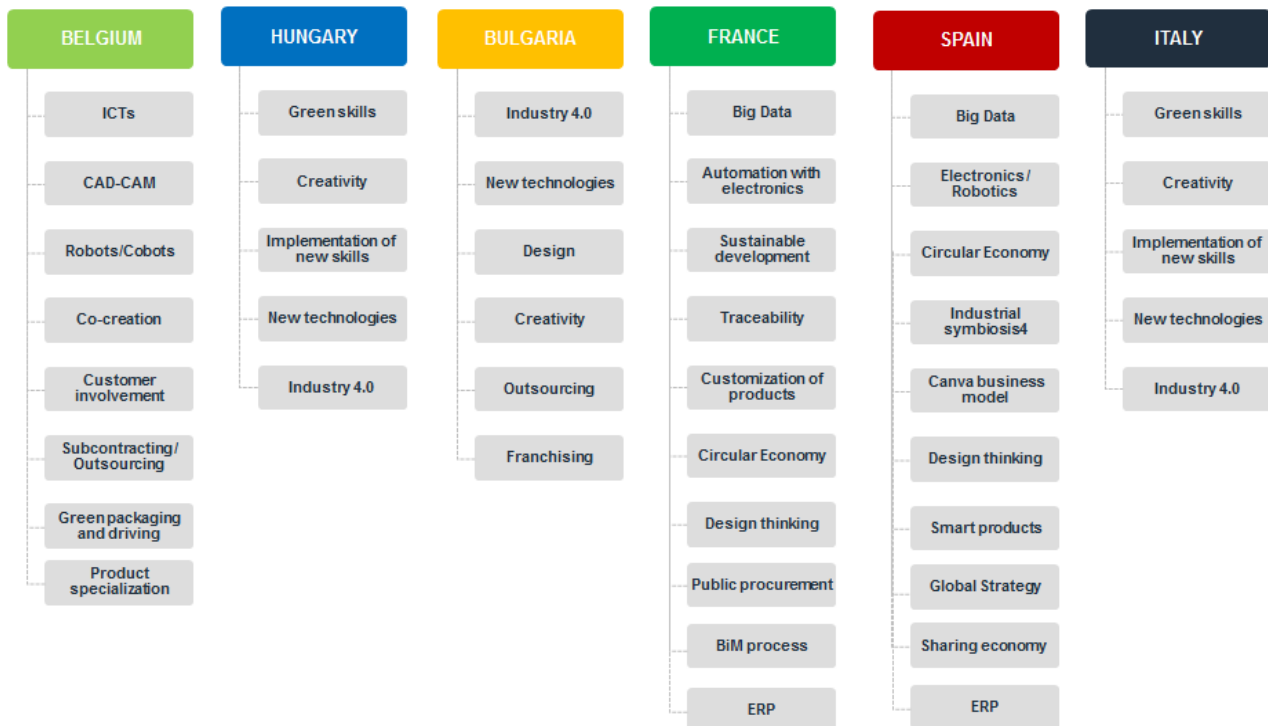 BELGIUM
ICTs
CAD-CAM
Robots/Cobots
Co-creation
Customer
involvement
Subcontracting/
Outsourcing
Green packaging
and driving
Product
specialization
HUNGARY
Green skills
Creativity
Implementation of
new skills
New technologies
Industry 4.0
BULGARIA
Industry 4.0
New technologies
Design
Creativity
Outsourcing
Franchising
FRANCE
Big Data
Automation with
electronics
Sustainable
development
Traceability
Customization of
products
Circular Economy
Design thinking
Public procurement
BiM process
ERP
SPAIN
Big Data
Electronics/
Robotics
Circular Economy
Industrial
symbiosis4
Canva business
model
Design thinking
Smart products
Global Strategy
Sharing economy
ERP
ITALY
Green skills
Creativity
Implementation of
new skills
New technologies
Industry 4.0